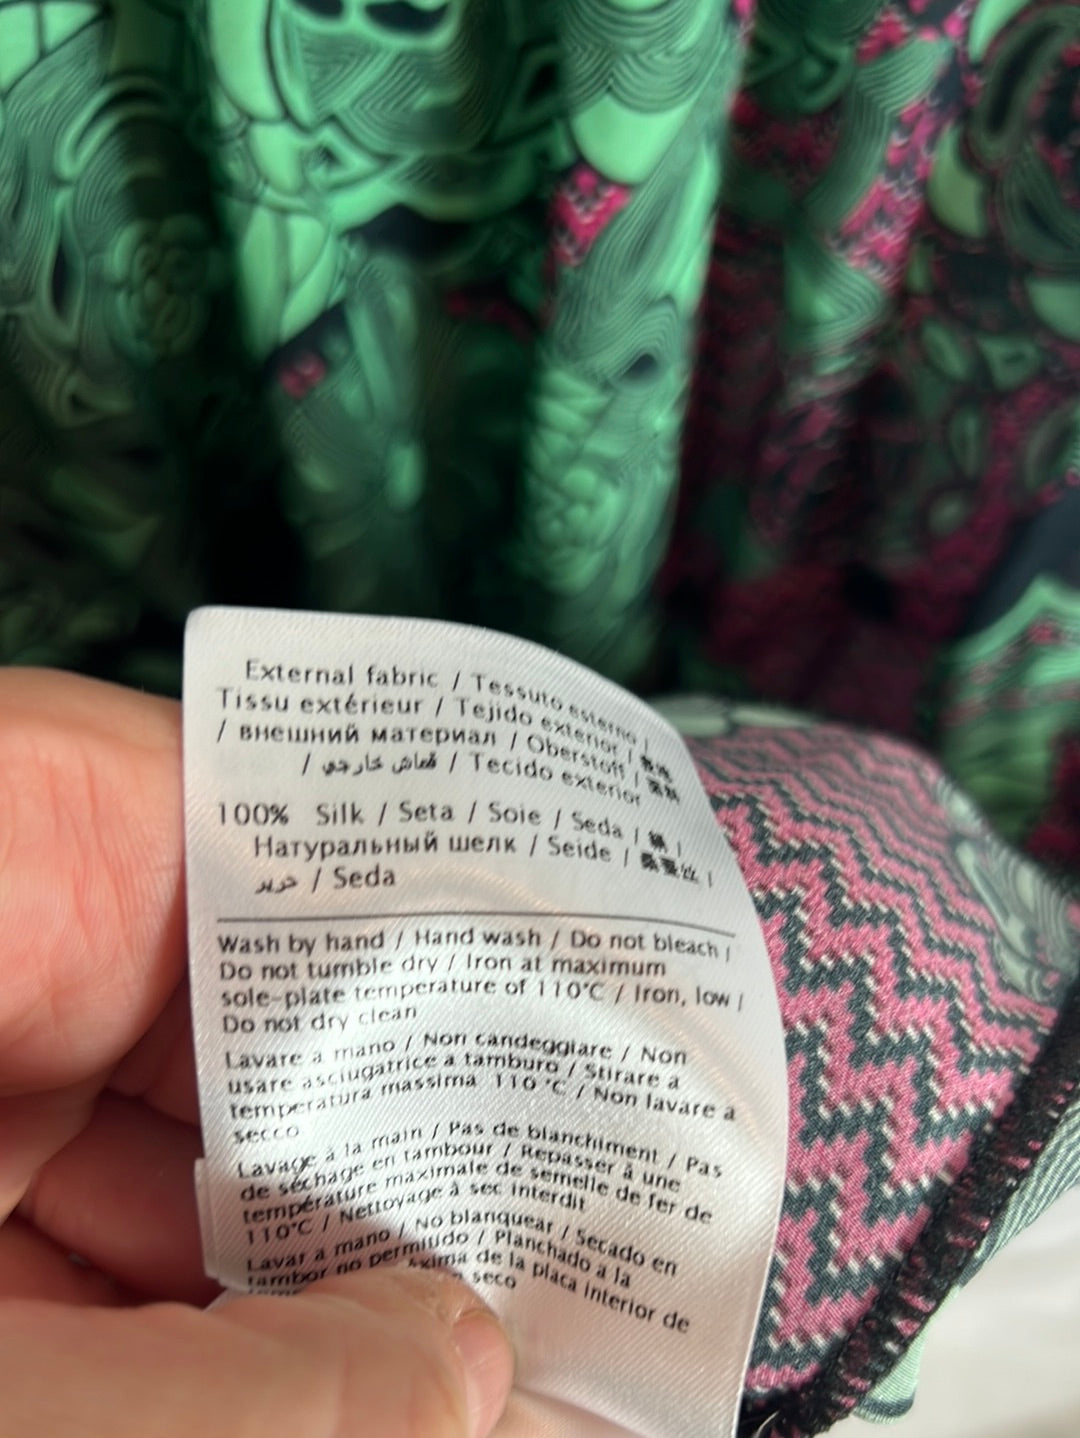 External fabric / Tessuto esterno /
Tissu extérieur / Tejido exterior /
/ внешний материал / Oberstoff /
/ قماش خارجي / Tecido exterior
100% Silk / Seta / Soie / Seda / 絹 /
Натуральный шелк / Seide / 桑蚕丝 /
حرير / Seda
Wash by hand / Hand wash / Do not bleach /
Do not tumble dry / Iron at maximum
sole-plate temperature of 110°C / Iron, low /
Do not dry clean
Lavare a mano / Non candeggiare / Non
usare asciugatrice a tamburo / Stirare a
temperatura massima 110 °C / Non lavare a
secco
Lavage à la main / Pas de blanchiment / Pas
de séchage en tambour / Repasser à une
température maximale de semelle de fer de
110°C / Nettoyage à sec interdit
Lavar a mano / No blanquear / Secado en
tambor no permitido / Planchado a la
de la placa interior de
seco